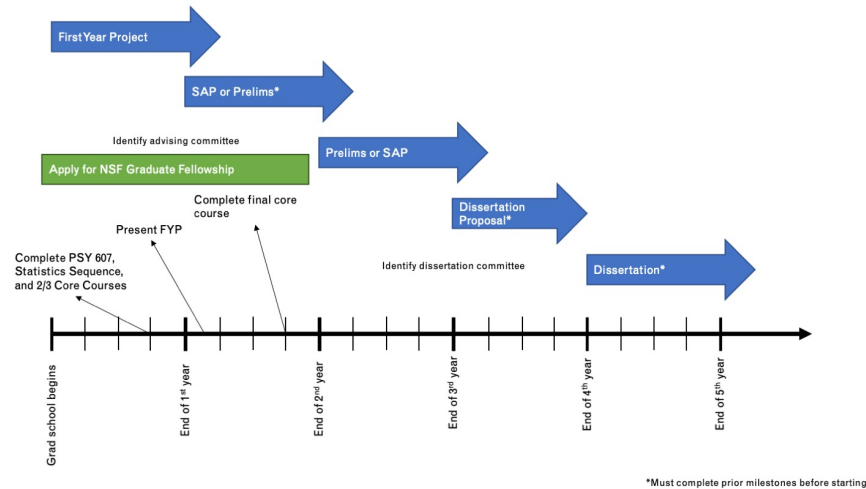 First Year Project
SAP or Prelims*
Identify advising committee
Prelims or SAP
Apply for NSF Graduate Fellowship
Complete final core
course
Dissertation
Proposal*
Present FYP
Complete PSY 607,
Statistics Sequence,
and 2/3 Core Courses
Identify dissertation committee
Dissertation*
Grad school begins
End of 1st year
End of 2nd year
End of 3rd year
End of 4th year
End of 5th year
*Must complete prior milestones before starting